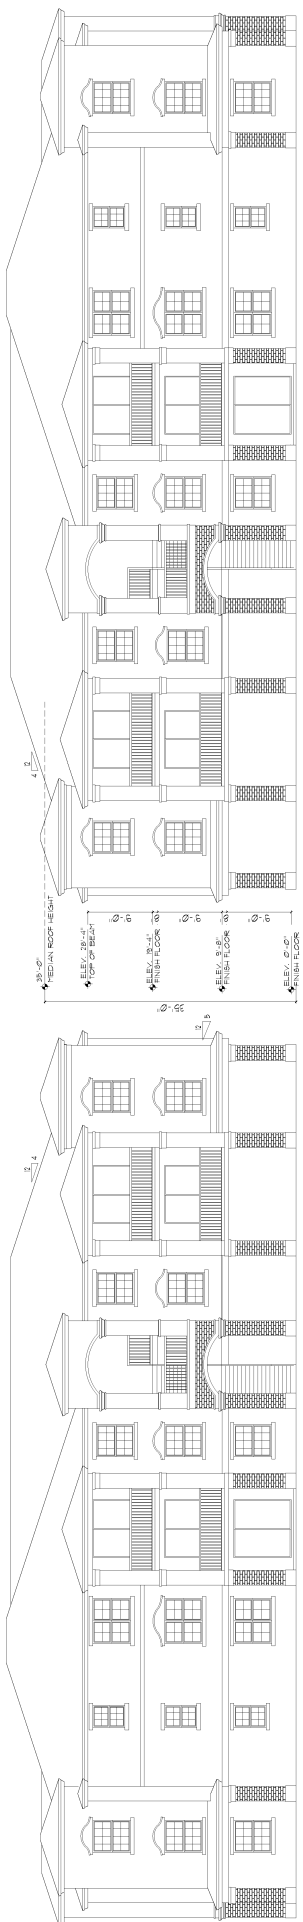 12
4
35'-0"
MEDIAN ROOF HEIGHT
ELEV. 28'-4"
TOP OF BEAM
ELEV. 19'-4"
FINISH FLOOR
ELEV. 9'-8"
FINISH FLOOR
ELEV. 0'-0"
FINISH FLOOR
9'-0"
9'-0"
9'-0"
35'-0"
12
5
12
4